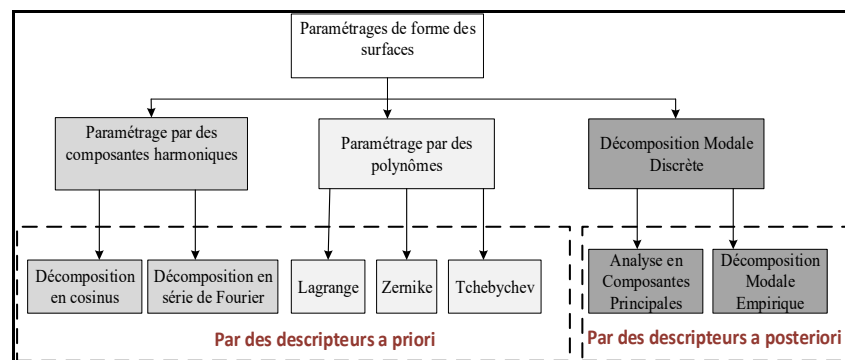 Paramétrages de forme des
surfaces
Paramétrage par des
composantes harmoniques
Paramétrage par des
polynômes
Décomposition Modale
Discrète
Décomposition
en cosinus
Décomposition en
série de Fourier
Lagrange
Zernike
Tchebychev
Analyse en
Composantes
Principales
Décomposition
Modale
Empirique
Par des descripteurs a priori
Par des descripteurs a posteriori